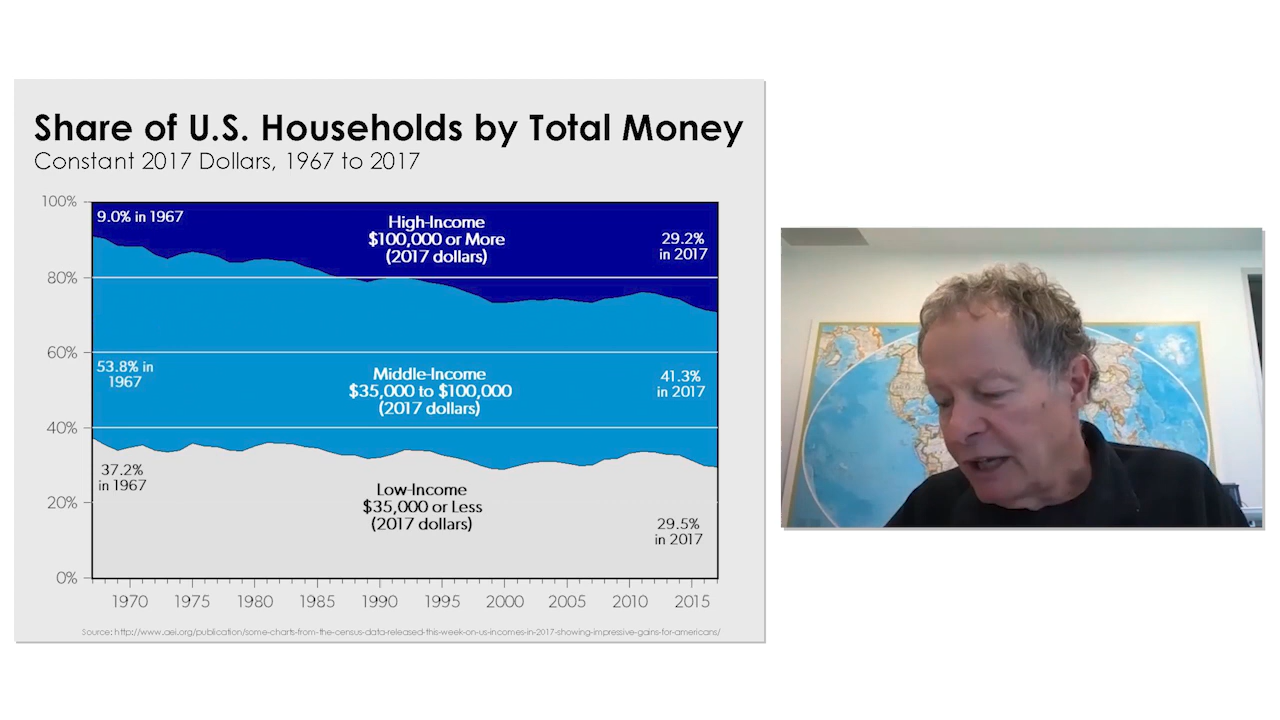 Share of U.S. Households by Total Money
Constant 2017 Dollars, 1967 to 2017
100%
80%
60%
40%
20%
0%
9.0% in 1967
High-Income
$100,000 or More
(2017 dollars)
29.2%
in 2017
53.8% in
1967
Middle-Income
$35,000 to $100,000
(2017 dollars)
41.3%
in 2017
37.2%
in 1967
Low-Income
$35,000 or Less
(2017 dollars)
29.5%
in 2017
1970 1975 1980 1985 1990 1995 2000 2005 2010 2015
Source: http://www.aei.org/publication/some-charts-from-the-census-data-released-this-week-on-us-incomes-in-2017-showing-impressive-gains-for-americans/